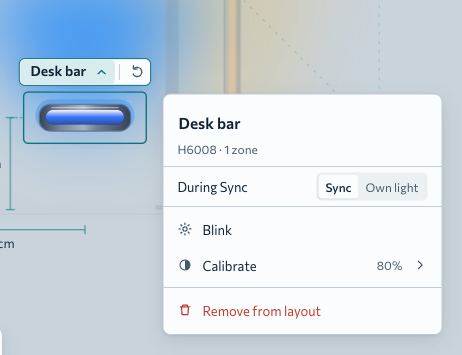 Desk bar
Desk bar
H6008 · 1 zone
During Sync
Sync
Own light
Blink
Calibrate
80%
cm
Remove from layout